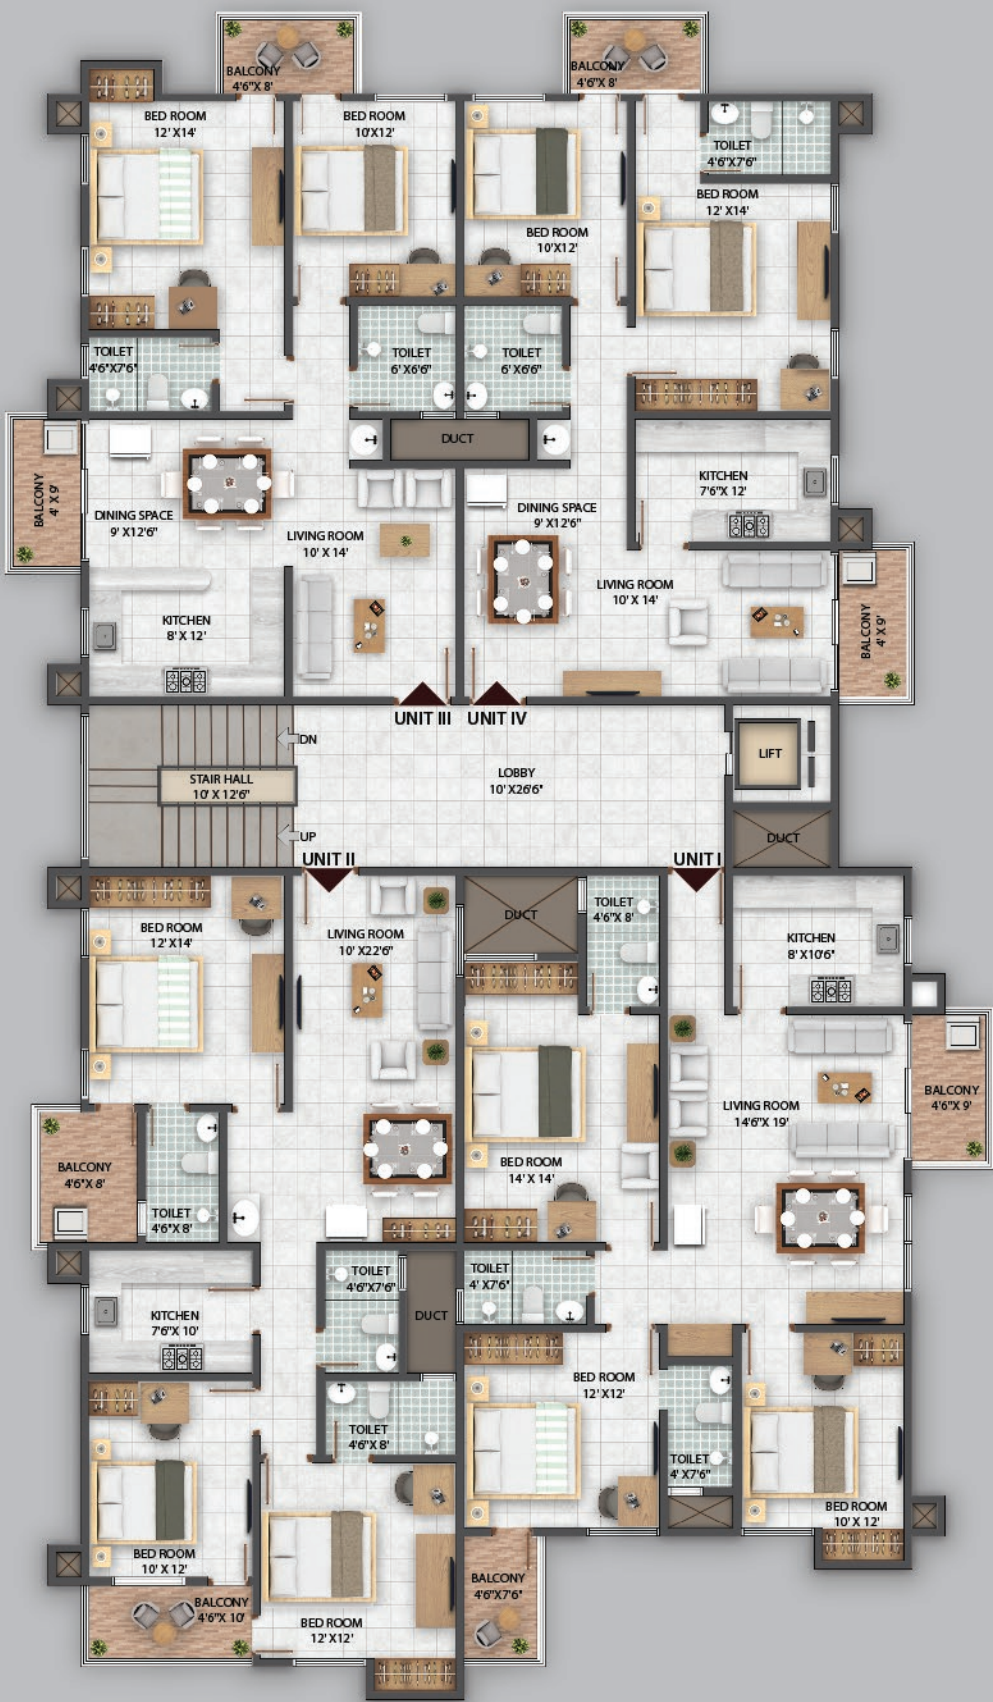 BALCONY
4'6"X 8'
BALCONY
4'6"X 8'
BED ROOM
12' X14'
BED ROOM
10'X12'
TOILET
4'6"X7'6"
BED ROOM
12' X14'
BED ROOM
10'X12'
TOILET
4'6"X7'6"
TOILET
6' X6'6"
TOILET
6' X6'6"
DUCT
BALCONY
4' X 9'
DINING SPACE
9' X12'6"
LIVING ROOM
10' X 14'
DINING SPACE
9' X12'6"
KITCHEN
7'6"X 12'
LIVING ROOM
10' X 14'
KITCHEN
8' X 12'
BALCONY
4' X 9'
UNIT III
UNIT IV
DN
STAIR HALL
10' X 12'6"
UP
LOBBY
10' X26'6"
LIFT
DUCT
UNIT II
UNIT I
BED ROOM
12'X14'
LIVING ROOM
10' X22'6"
DUCT
TOILET
4'6"X 8'
KITCHEN
8' X10'6"
BALCONY
4'6"X 9'
LIVING ROOM
14'6"X 19'
BED ROOM
14'X 14'
BALCONY
4'6"X 8'
TOILET
4'6"X 8'
TOILET
4'6"X7'6"
DUCT
TOILET
4' X7'6"
KITCHEN
7'6"X 10'
BED ROOM
12' X12'
TOILET
4'6"X 8'
TOILET
4' X7'6"
BED ROOM
10' X 12'
BED ROOM
10' X 12'
BALCONY
4'6"X 10'
BED ROOM
12' X12'
BALCONY
4'6"X7'6"